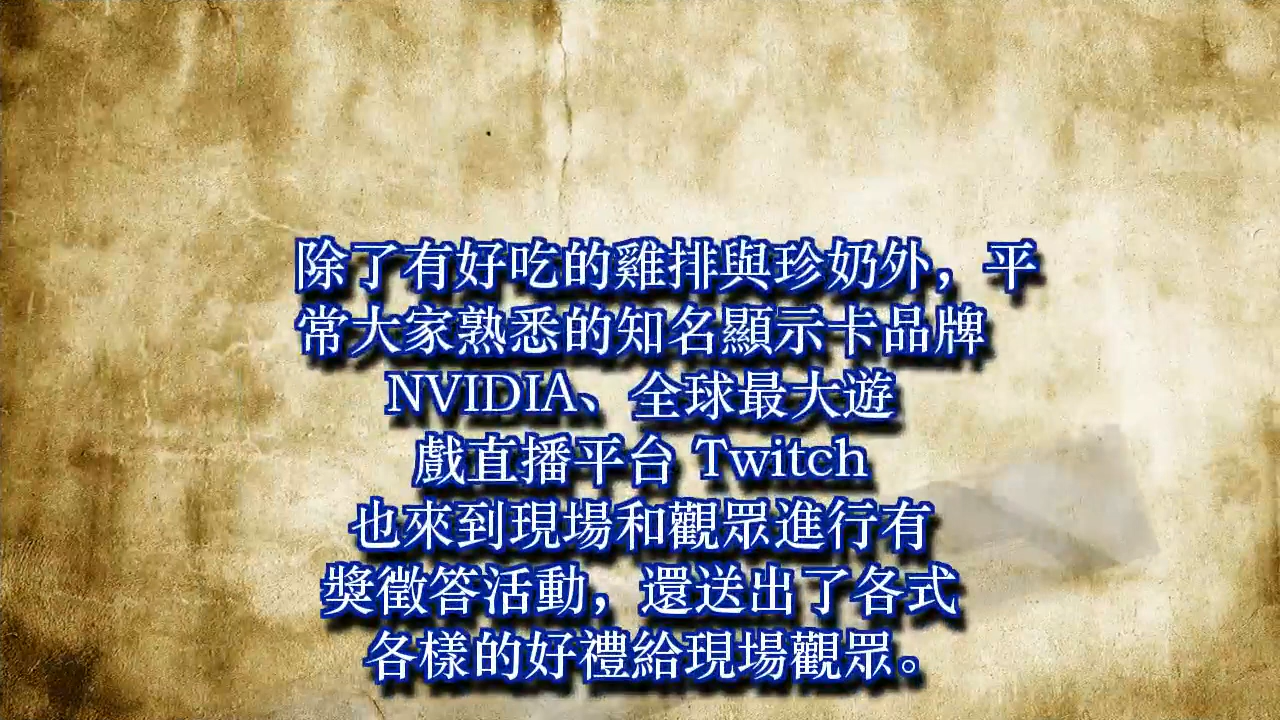 除了有好吃的雞排與珍奶外，平
常大家熟悉的知名顯示卡品牌
NVIDIA、全球最大遊
戲直播平台 Twitch
也來到現場和觀眾進行有
獎徵答活動，還送出了各式
各樣的好禮給現場觀眾。